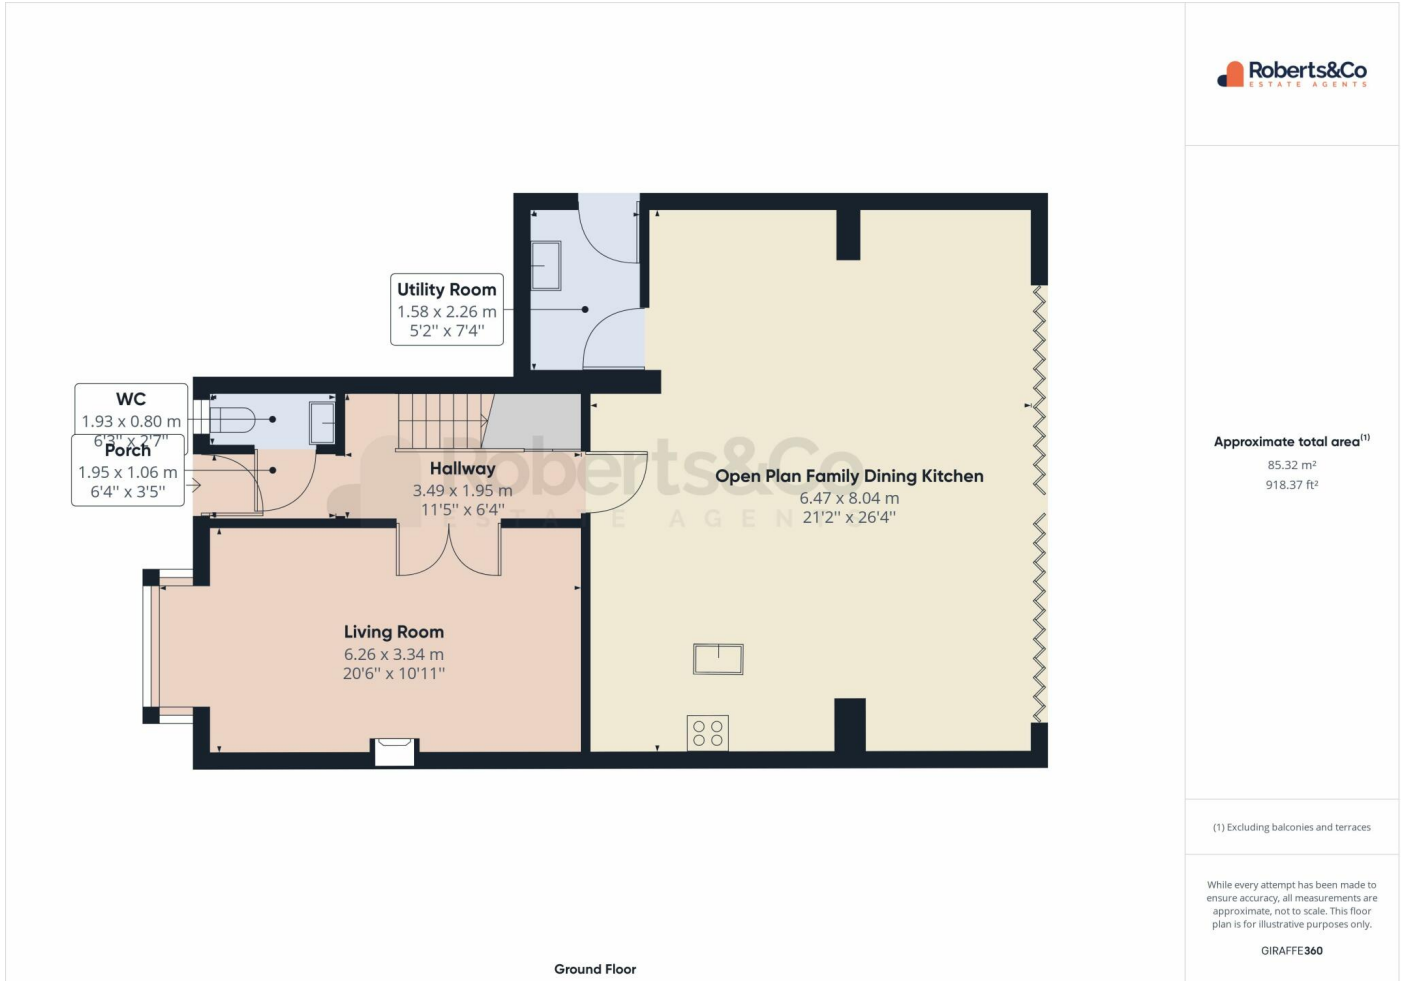 Roberts&Co
ESTATE AGENTS
Utility Room
1.58 x 2.26 m
5'2" x 7'4"
WC
1.93 x 0.80 m
6'3" x 2'7"
Porch
1.95 x 1.06 m
6'4" x 3'5"
Hallway
3.49 x 1.95 m
11'5" x 6'4"
Open Plan Family Dining Kitchen
6.47 x 8.04 m
21'2" x 26'4"
Roberts&Co
ESTATE AGENTS
Living Room
6.26 x 3.34 m
20'6" x 10'11"
Ground Floor
Approximate total area(1)
85.32 m²
918.37 ft²
(1) Excluding balconies and terraces
While every attempt has been made to
ensure accuracy, all measurements are
approximate, not to scale. This floor
plan is for illustrative purposes only.
GIRAFFE360